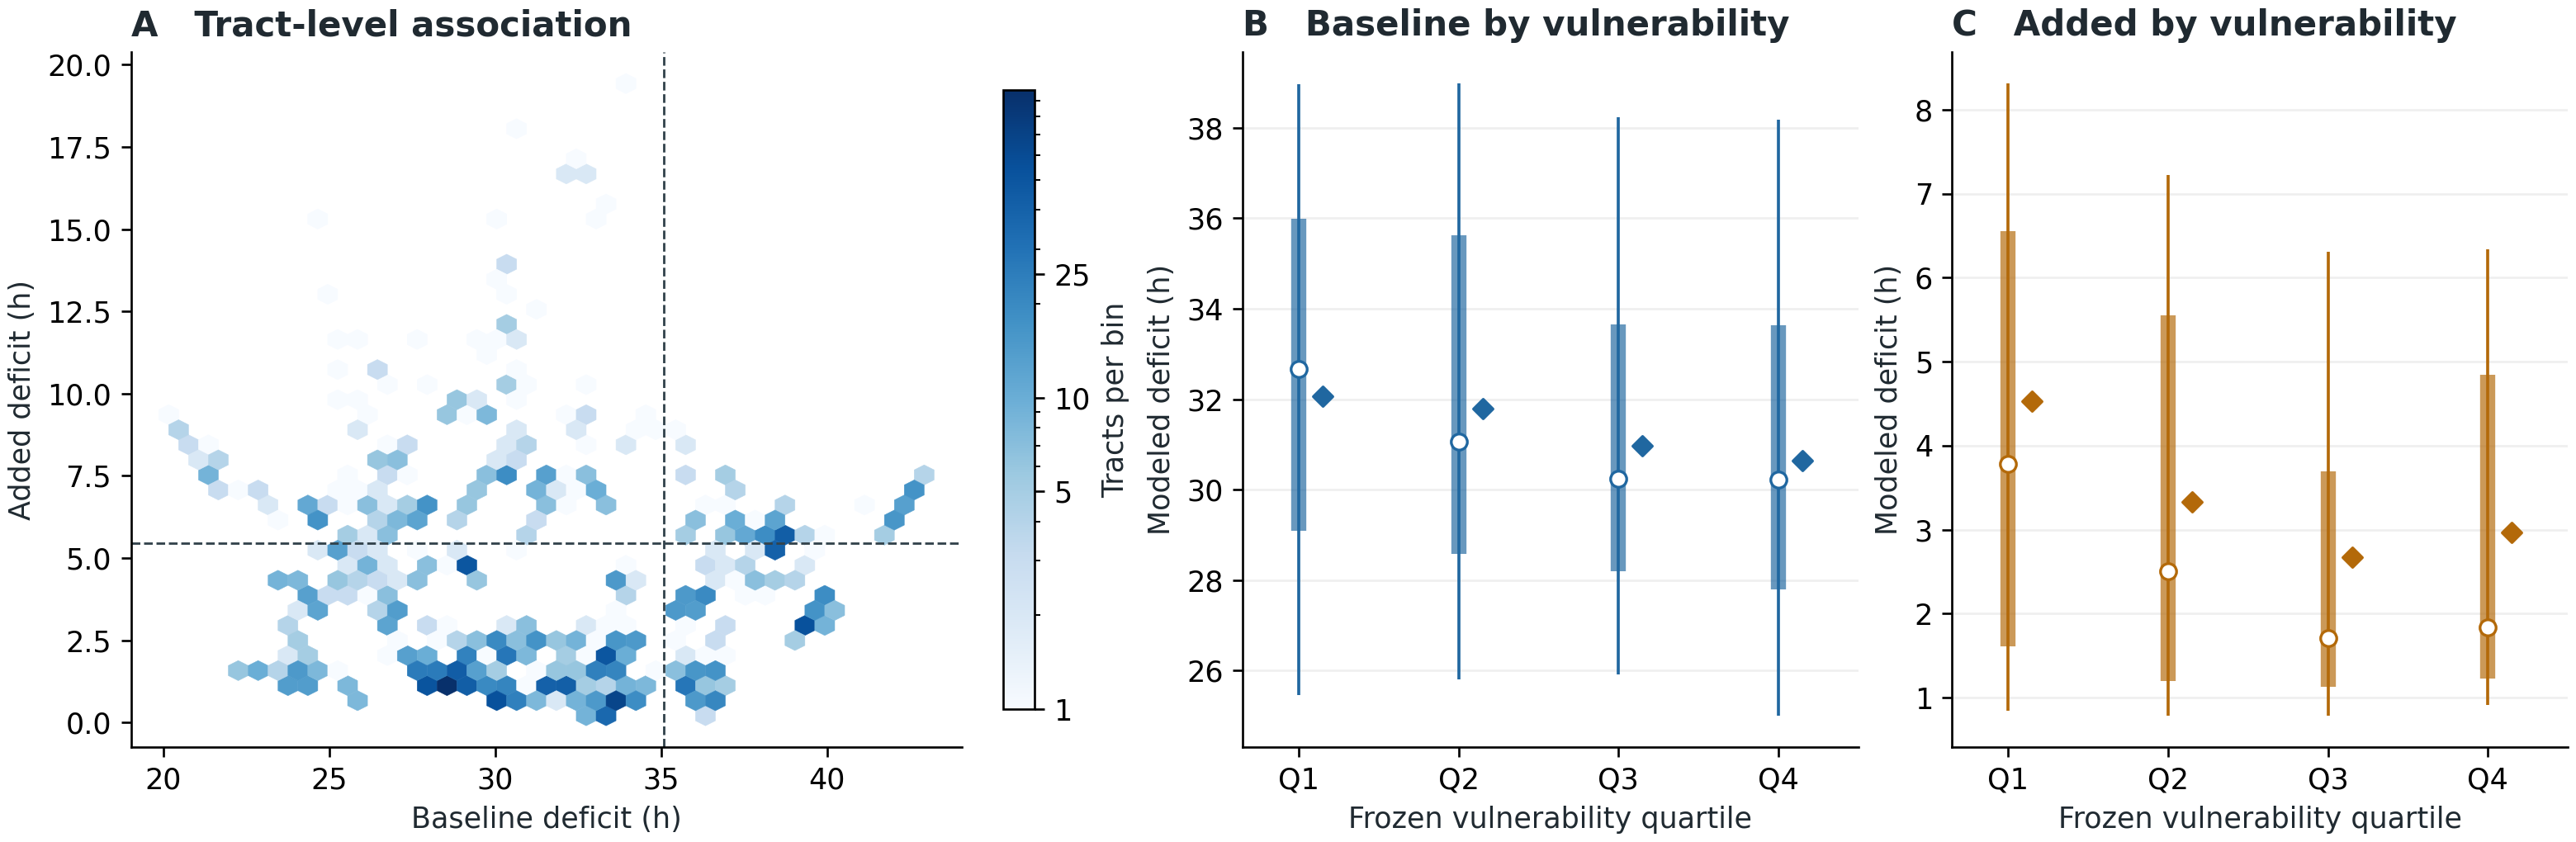 A Tract-level association
20.0
17.5
15.0
12.5
10.0
7.5
5.0
2.5
0.0
Added deficit (h)
20 25 30 35 40
Baseline deficit (h)
25
10
5
1
Tracts per bin
B Baseline by vulnerability
38
36
34
32
30
28
26
Modeled deficit (h)
Q1 Q2 Q3 Q4
Frozen vulnerability quartile
C Added by vulnerability
8
7
6
5
4
3
2
1
Modeled deficit (h)
Q1 Q2 Q3 Q4
Frozen vulnerability quartile